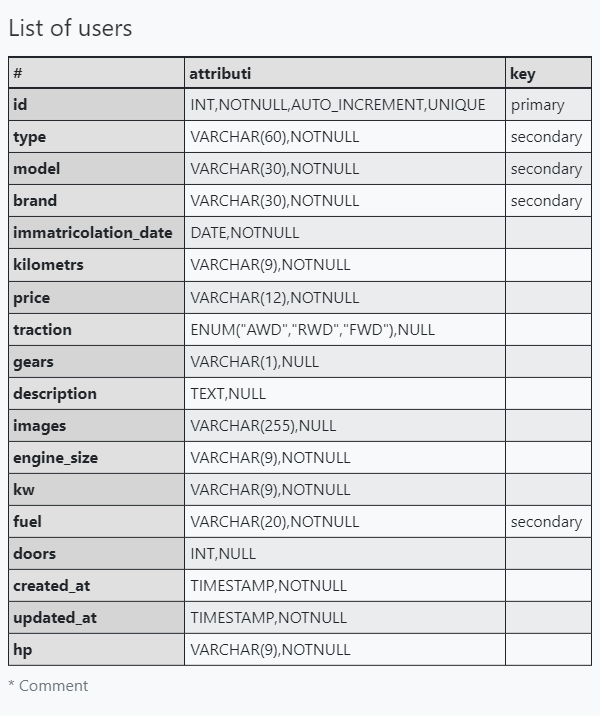 List of users
# attributi key
id INT,NOTNULL,AUTO_INCREMENT,UNIQUE primary
type VARCHAR(60),NOTNULL secondary
model VARCHAR(30),NOTNULL secondary
brand VARCHAR(30),NOTNULL secondary
immatricolation_date DATE,NOTNULL
kilometrs VARCHAR(9),NOTNULL
price VARCHAR(12),NOTNULL
traction ENUM("AWD","RWD","FWD"),NULL
gears VARCHAR(1),NULL
description TEXT,NULL
images VARCHAR(255),NULL
engine_size VARCHAR(9),NOTNULL
kw VARCHAR(9),NOTNULL
fuel VARCHAR(20),NOTNULL secondary
doors INT,NULL
created_at TIMESTAMP,NOTNULL
updated_at TIMESTAMP,NOTNULL
hp VARCHAR(9),NOTNULL
* Comment